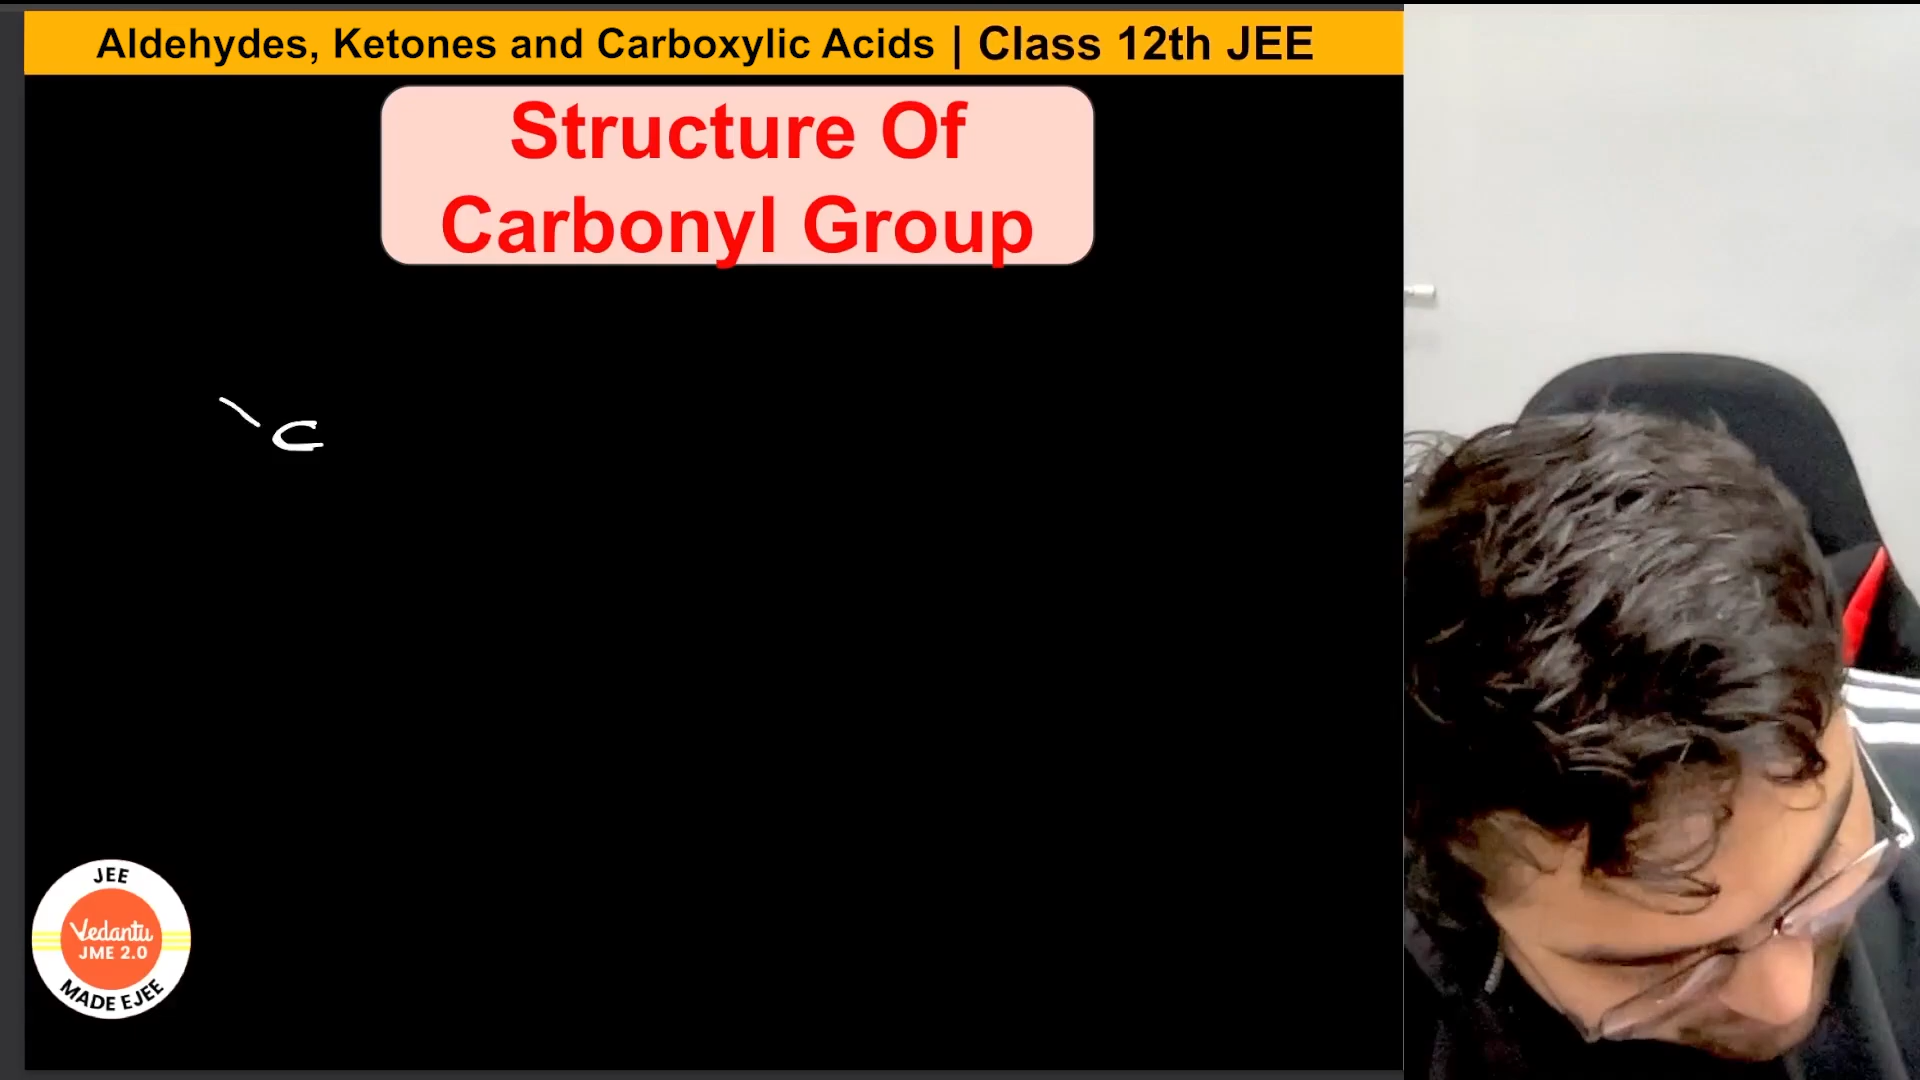 Aldehydes, Ketones and Carboxylic Acids | Class 12th JEE
Structure Of
Carbonyl Group
C
JEE
Vedantu
JME 2.0
MADE EJEE